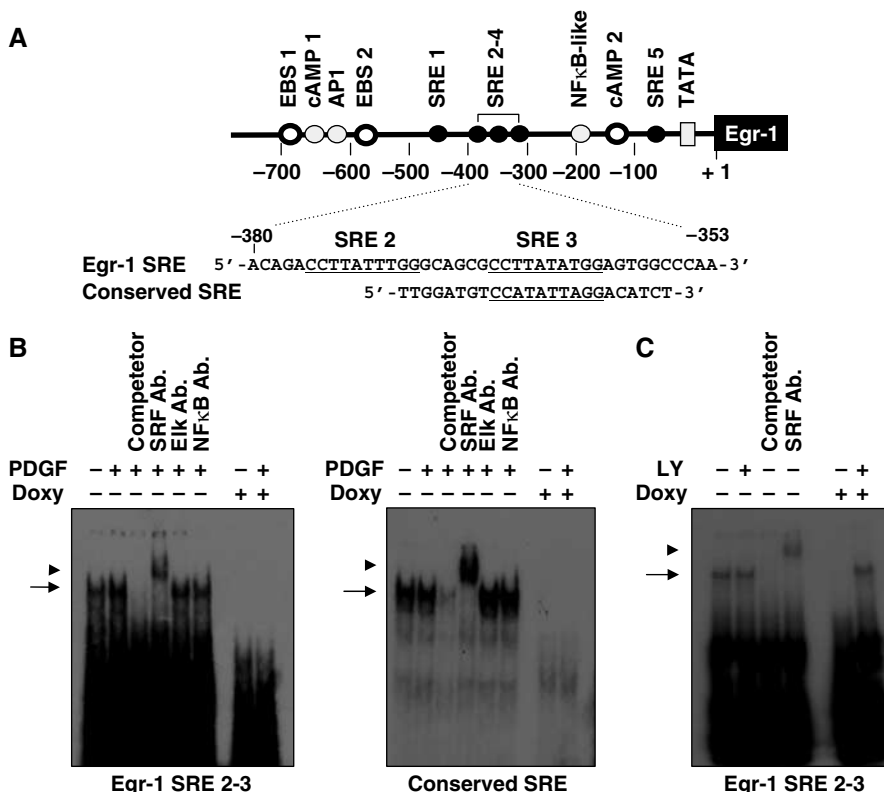 A
EBS 1 cAMP 1 AP1 EBS 2 SRE 1 SRE 2-4 NFκB-like cAMP 2 SRE 5 TATA
Egr-1
–700 –600 –500 –400 –300 –200 –100 + 1
–380 SRE 2 SRE 3 –353
Egr-1 SRE 5′-ACAGACCTTATTTGGGCAGCGCCTTATATGGAGTGGCCCAA-3′
Conserved SRE 5′-TTGGATGTCCATATTAGGACATCT-3′
B
Competetor SRF Ab. Elk Ab. NFκB Ab.
PDGF – + + + + + – +
Doxy – – – – – – + +
Egr-1 SRE 2-3
Competetor SRF Ab. Elk Ab. NFκB Ab.
PDGF – + + + + + – +
Doxy – – – – – – + +
Conserved SRE
C
Competetor SRF Ab.
LY – + – – – +
Doxy – – – – + +
Egr-1 SRE 2-3